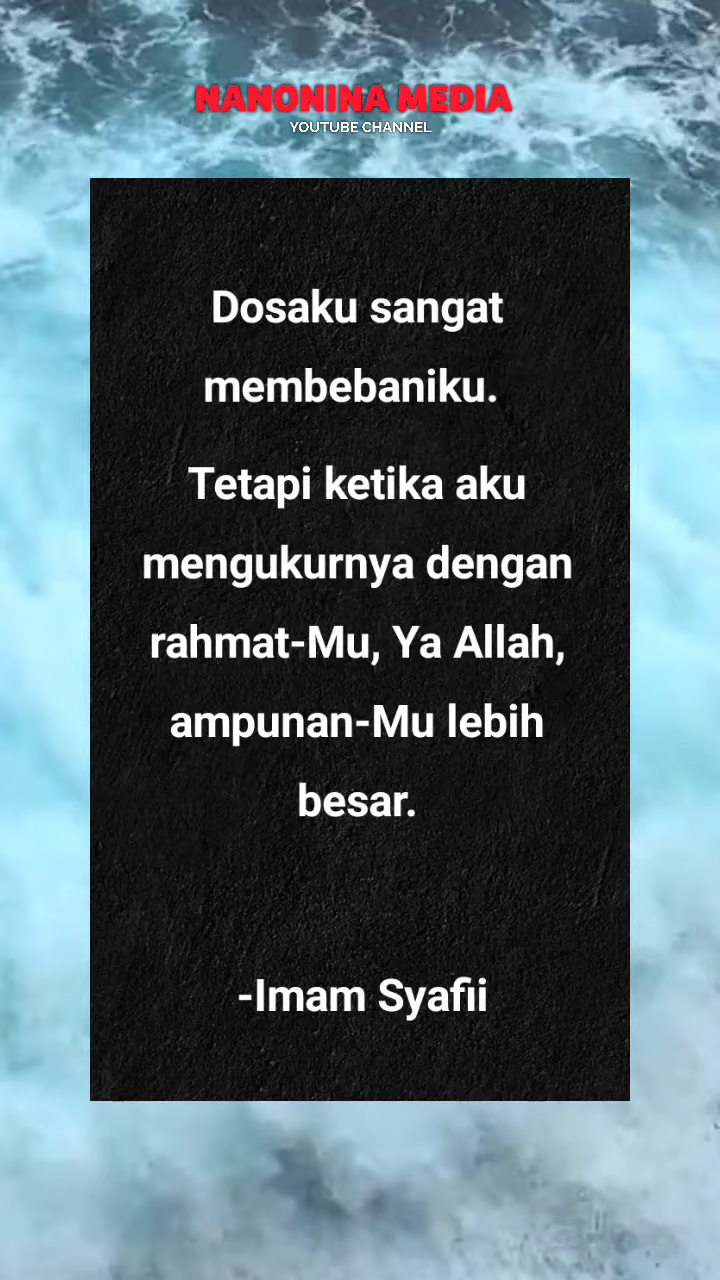 NANONINA MEDIA
YOUTUBE CHANNEL
Dosaku sangat
membebaniku.
Tetapi ketika aku
mengukurnya dengan
rahmat-Mu, Ya Allah,
ampunan-Mu lebih
besar.
-Imam Syafii